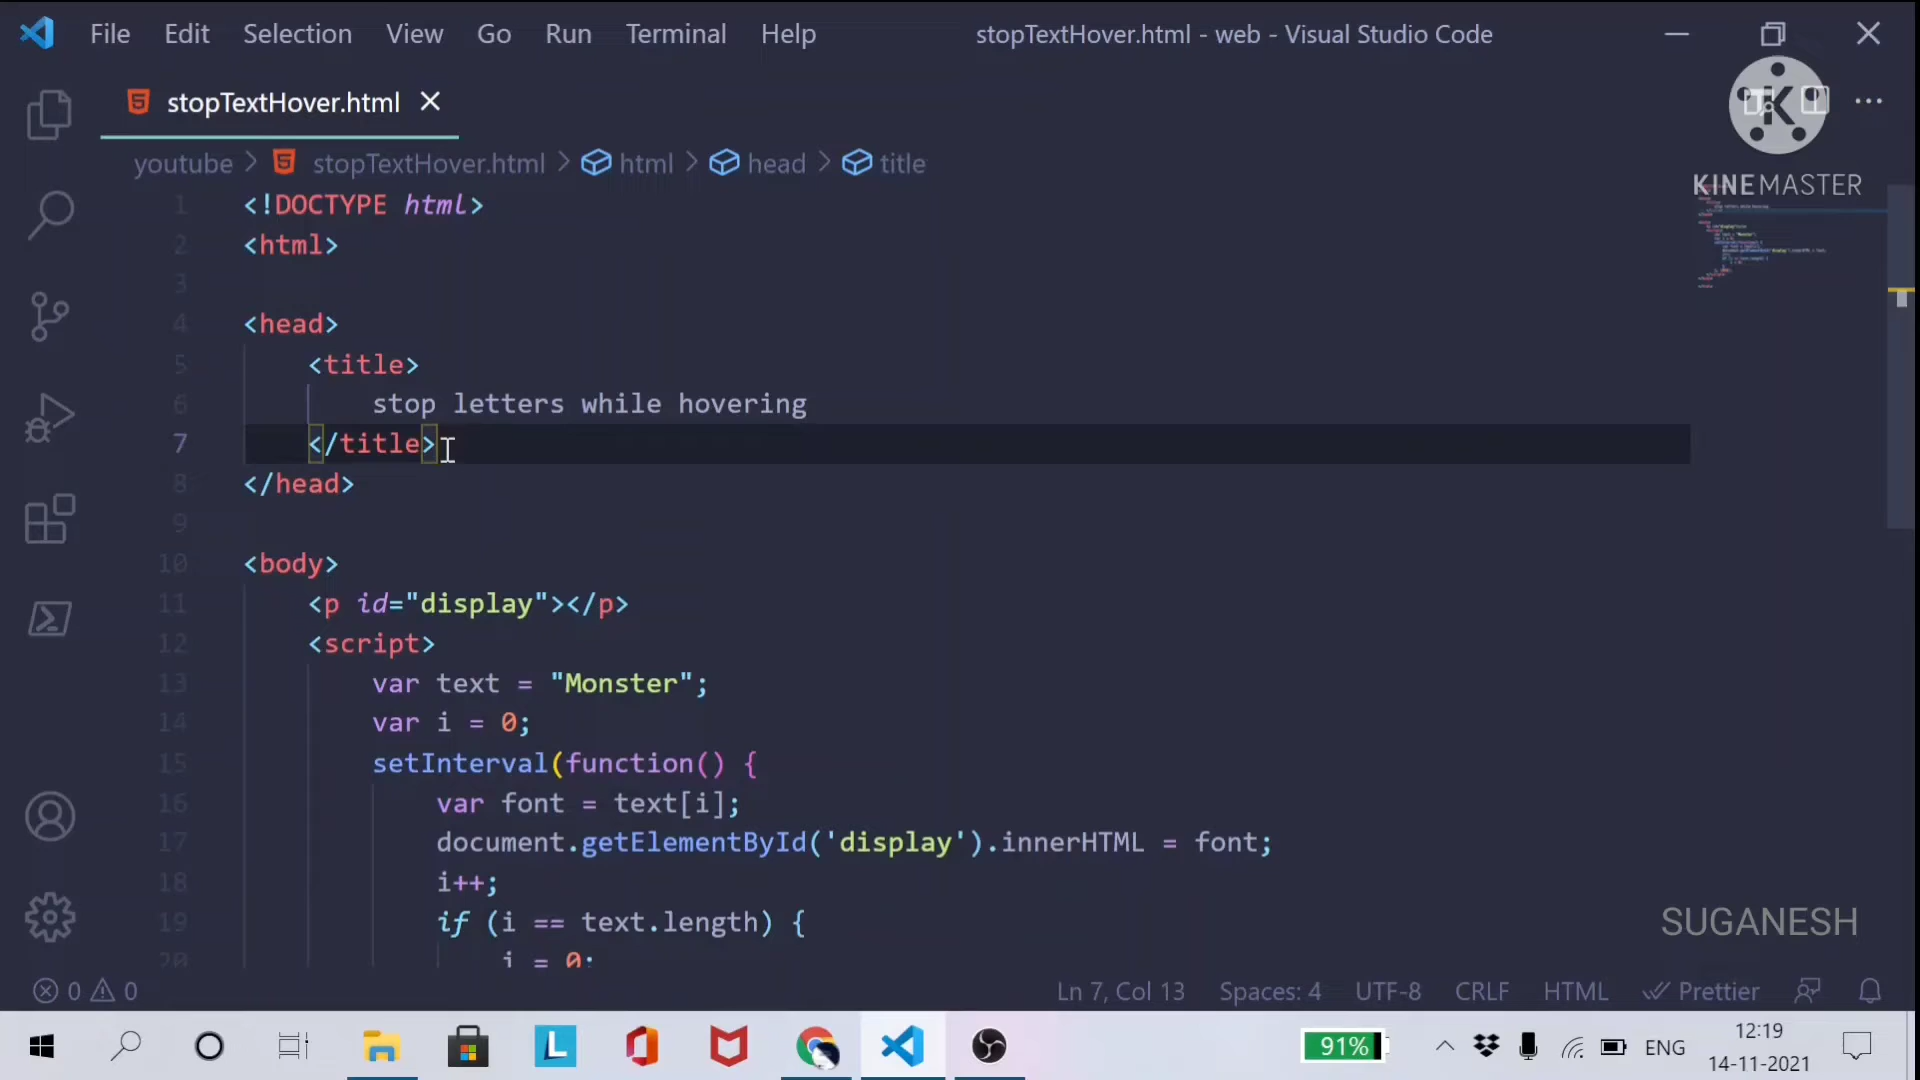 File Edit Selection View Go Run Terminal Help stopTextHover.html - web - Visual Studio Code
stopTextHover.html
KINEMASTER
youtube > stopTextHover.html > html > head > title
1 <!DOCTYPE html>
2 <html>
3
4 <head>
5 <title>
6 stop letters while hovering
7 </title>
8 </head>
9
10 <body>
11 <p id="display"></p>
12 <script>
13 var text = "Monster";
14 var i = 0;
15 setInterval(function() {
16 var font = text[i];
17 document.getElementById('display').innerHTML = font;
18 i++;
19 if (i == text.length) {
20 i = 0;
SUGANESH
0 0 Ln 7, Col 13 Spaces: 4 UTF-8 CRLF HTML Prettier
91% ENG 12:19
14-11-2021